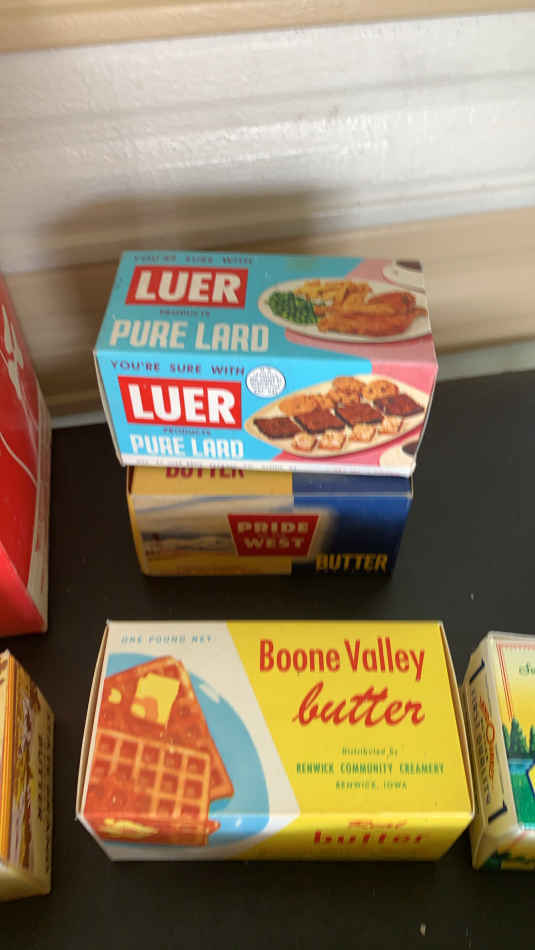 YOU'RE SURE WITH
LUER
PRODUCTS
PURE LARD
YOU'RE SURE WITH
LUER
PRODUCTS
PURE LARD
BUTTER
PRIDE
WEST
BUTTER
ONE POUND NET
Boone Valley
butter
Distributed By
RENWICK COMMUNITY CREAMERY
RENWICK, IOWA
butter